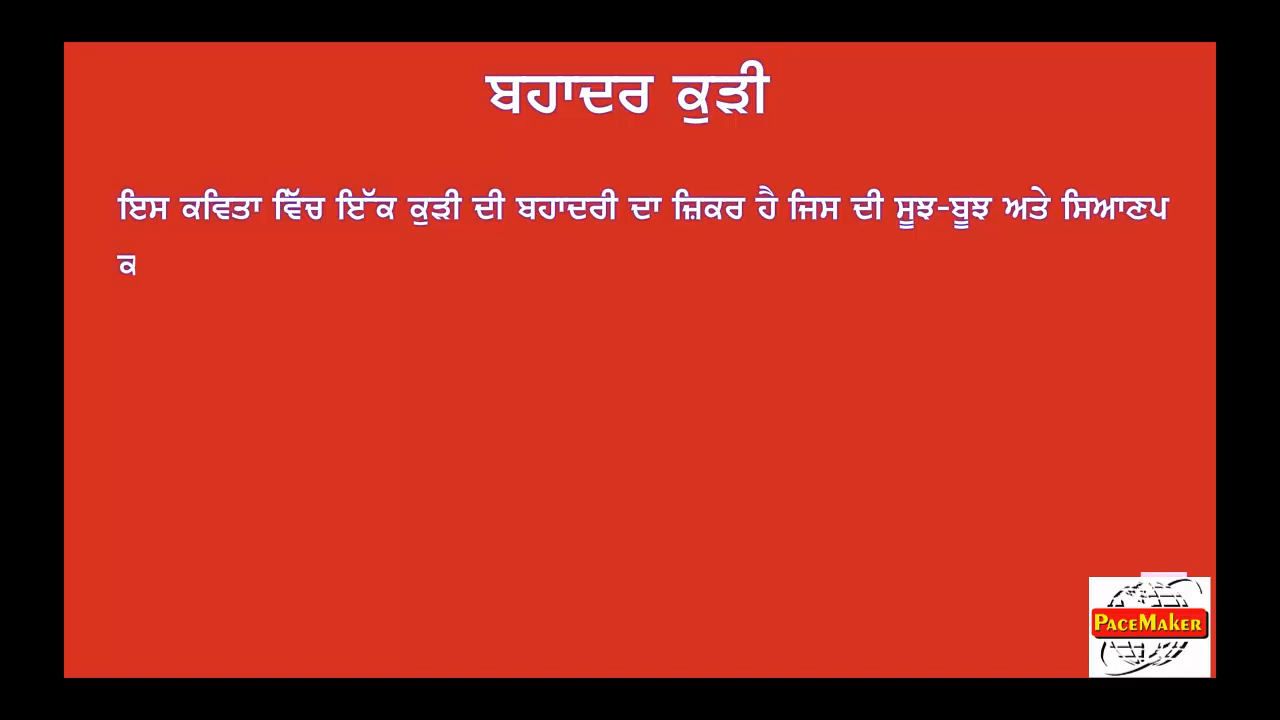 ਬਹਾਦਰ ਕੁੜੀ
ਇਸ ਕਵਿਤਾ ਵਿੱਚ ਇੱਕ ਕੁੜੀ ਦੀ ਬਹਾਦਰੀ ਦਾ ਜ਼ਿਕਰ ਹੈ ਜਿਸ ਦੀ ਸੂਝ-ਬੂਝ ਅਤੇ ਸਿਆਣਪ
ਕ
PACEMAKER